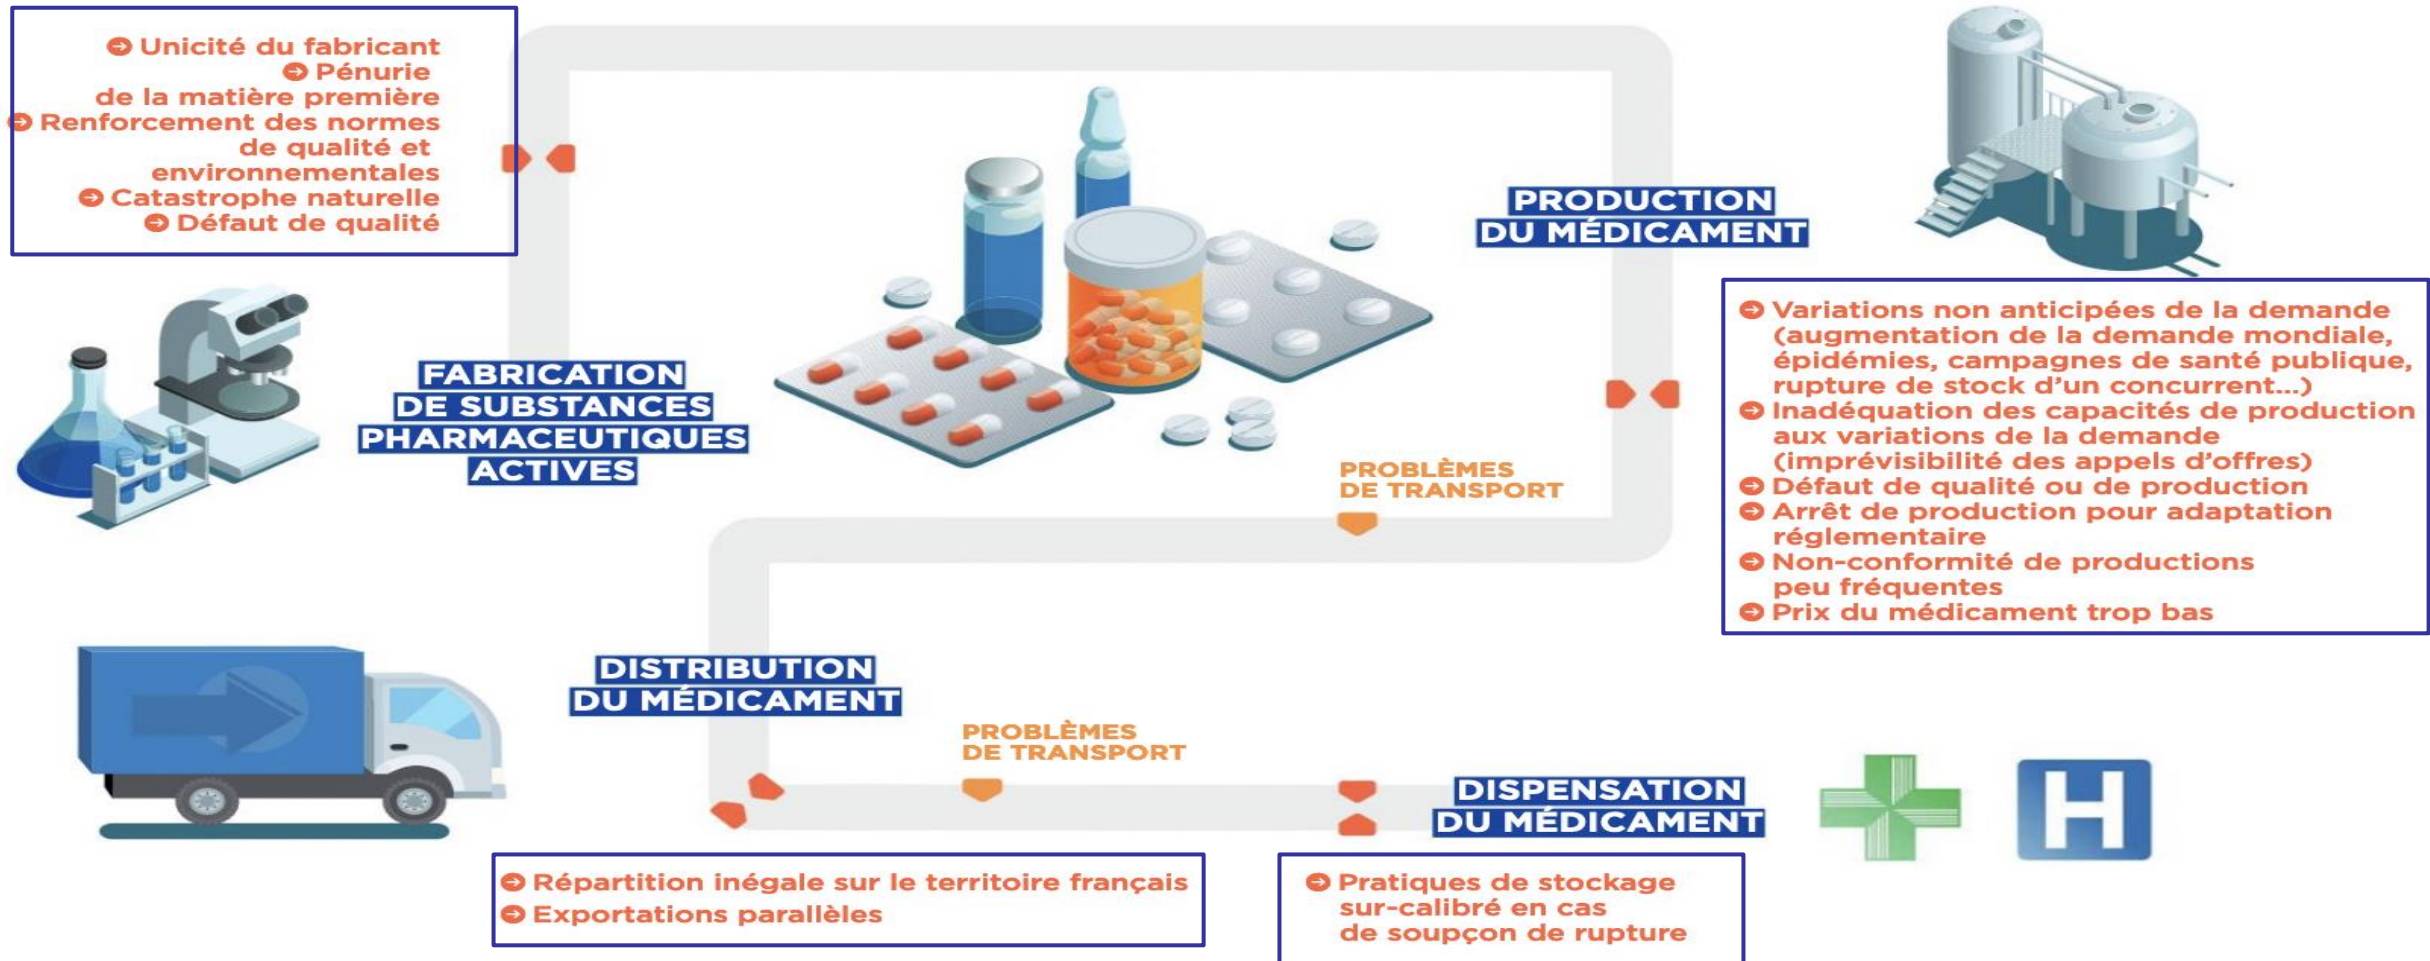 ➔ Unicité du fabricant
➔ Pénurie
de la matière première
➔ Renforcement des normes
de qualité et
environnementales
➔ Catastrophe naturelle
➔ Défaut de qualité
FABRICATION
DE SUBSTANCES
PHARMACEUTIQUES
ACTIVES
PRODUCTION
DU MÉDICAMENT
➔ Variations non anticipées de la demande
(augmentation de la demande mondiale,
épidémies, campagnes de santé publique,
rupture de stock d’un concurrent...)
➔ Inadéquation des capacités de production
aux variations de la demande
(imprévisibilité des appels d’offres)
➔ Défaut de qualité ou de production
➔ Arrêt de production pour adaptation
réglementaire
➔ Non-conformité de productions
peu fréquentes
➔ Prix du médicament trop bas
PROBLÈMES
DE TRANSPORT
DISTRIBUTION
DU MÉDICAMENT
PROBLÈMES
DE TRANSPORT
DISPENSATION
DU MÉDICAMENT
H
➔ Répartition inégale sur le territoire français
➔ Exportations parallèles
➔ Pratiques de stockage
sur-calibré en cas
de soupçon de rupture